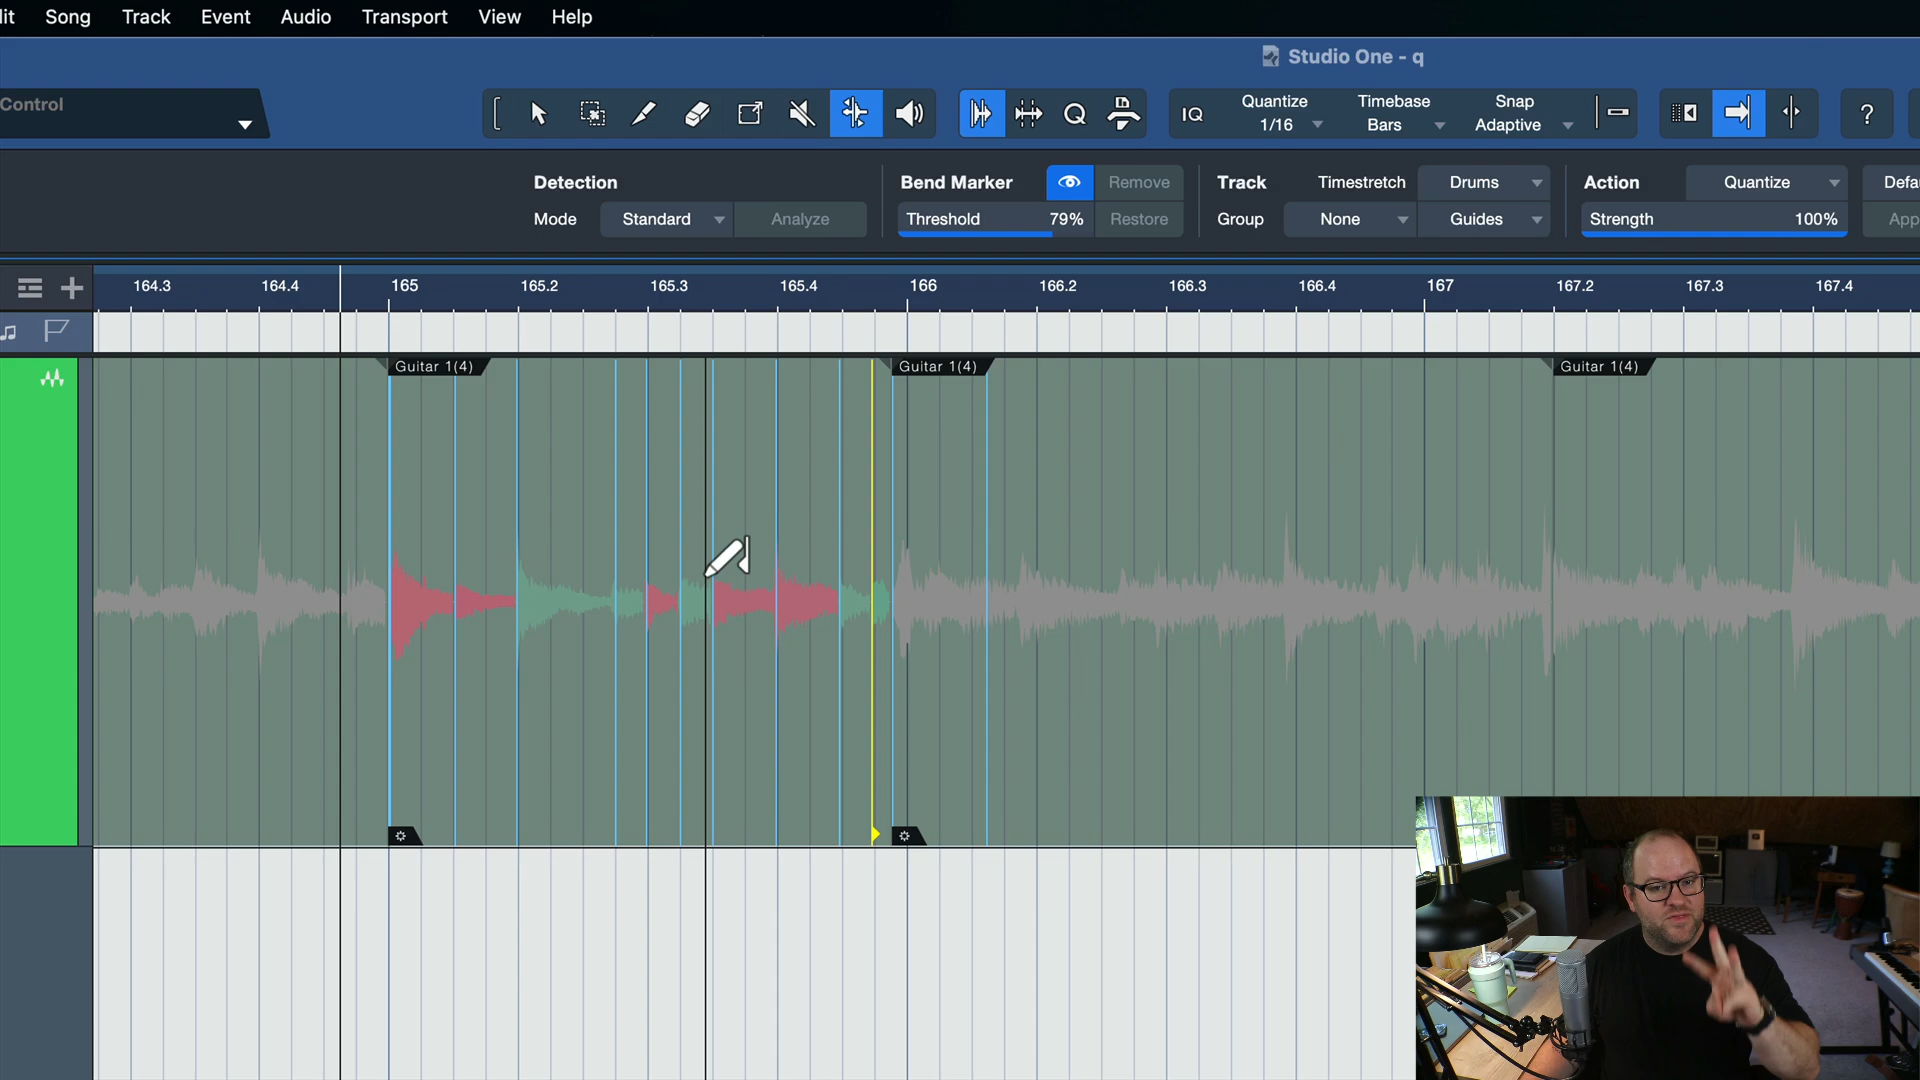 it Song Track Event Audio Transport View Help
Studio One - q
Control
IQ
Quantize
1/16
Timebase
Bars
Snap
Adaptive
?
Detection
Mode Standard Analyze
Bend Marker Remove
Threshold 79% Restore
Track Timestretch Drums
Group None Guides
Action Quantize Defa
Strength 100% App
164.3 164.4 165 165.2 165.3 165.4 166 166.2 166.3 166.4 167 167.2 167.3 167.4
Guitar 1(4) Guitar 1(4) Guitar 1(4)